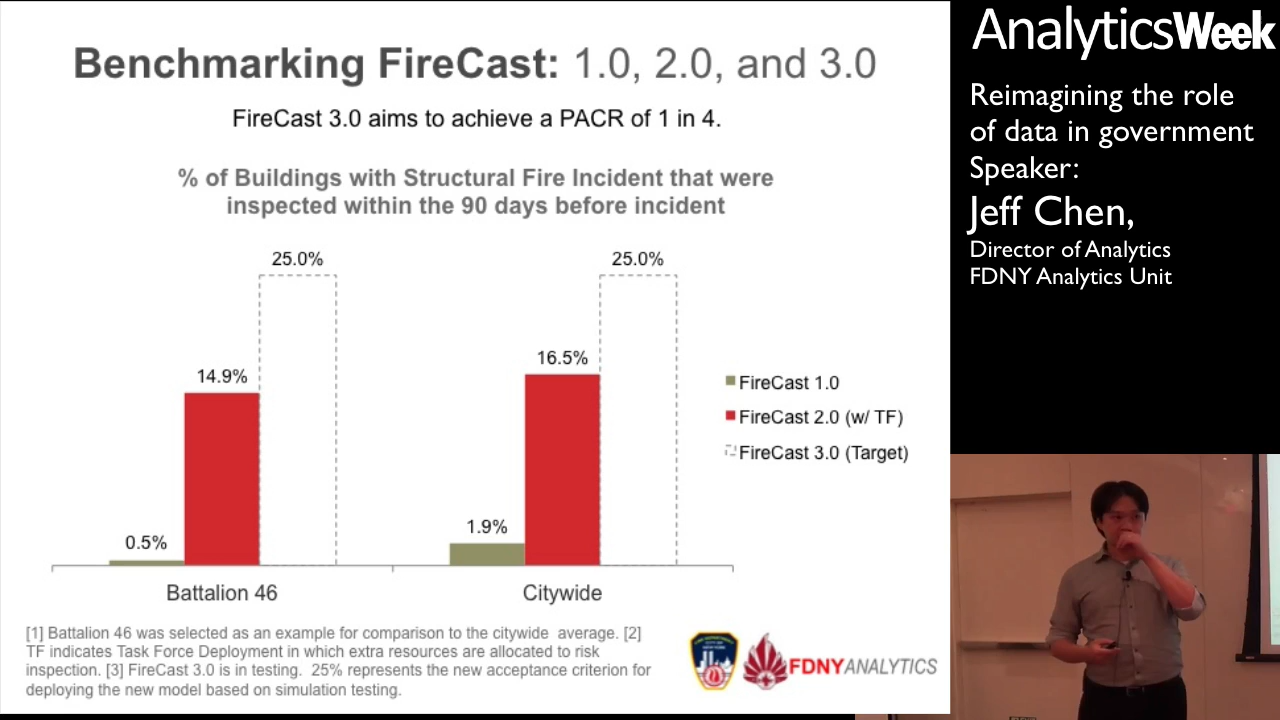 Benchmarking FireCast: 1.0, 2.0, and 3.0
FireCast 3.0 aims to achieve a PACR of 1 in 4.
% of Buildings with Structural Fire Incident that were
inspected within the 90 days before incident
25.0%
25.0%
16.5%
14.9%
1.9%
0.5%
Battalion 46
Citywide
FireCast 1.0
FireCast 2.0 (w/ TF)
FireCast 3.0 (Target)
[1] Battalion 46 was selected as an example for comparison to the citywide average. [2]
TF indicates Task Force Deployment in which extra resources are allocated to risk
inspection. [3] FireCast 3.0 is in testing. 25% represents the new acceptance criterion for
deploying the new model based on simulation testing.
FDNYANALYTICS
AnalyticsWeek
Reimagining the role
of data in government
Speaker:
Jeff Chen,
Director of Analytics
FDNY Analytics Unit